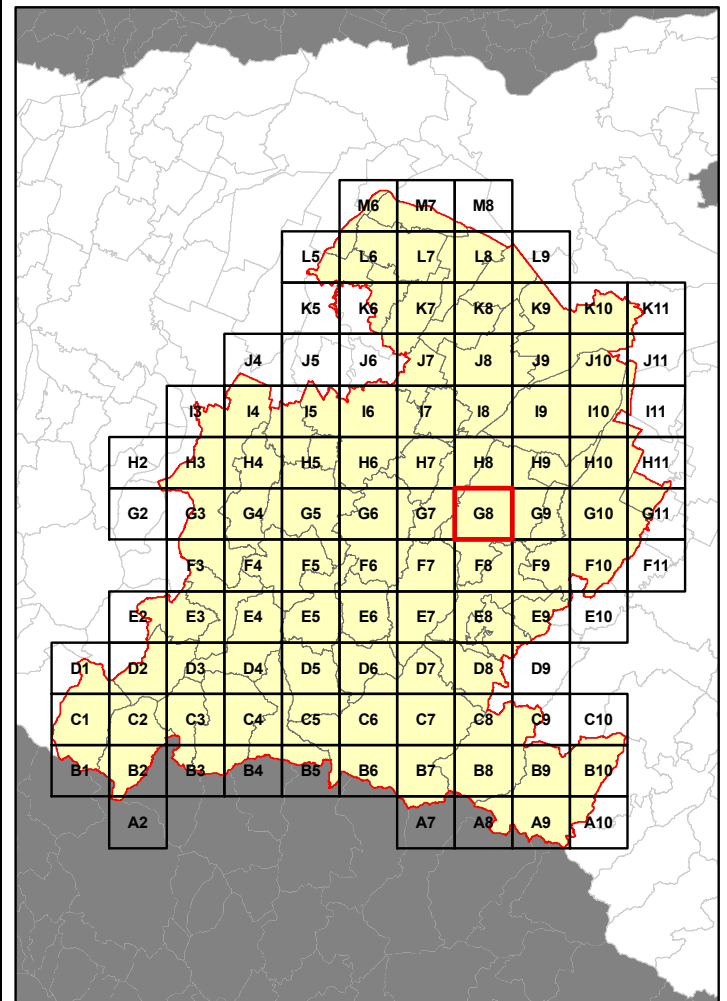 M6 M7 M8
L5 L6 L7 L8 L9
K5 K6 K7 K8 K9 K10 K11
J4 J5 J6 J7 J8 J9 J10 J11
I3 I4 I5 I6 I7 I8 I9 I10 I11
H2 H3 H4 H5 H6 H7 H8 H9 H10 H11
G2 G3 G4 G5 G6 G7 G8 G9 G10 G11
F3 F4 F5 F6 F7 F8 F9 F10 F11
E2 E3 E4 E5 E6 E7 E8 E9 E10
D1 D2 D3 D4 D5 D6 D7 D8 D9
C1 C2 C3 C4 C5 C6 C7 C8 C9 C10
B1 B2 B3 B4 B5 B6 B7 B8 B9 B10
A2 A7 A8 A9 A10